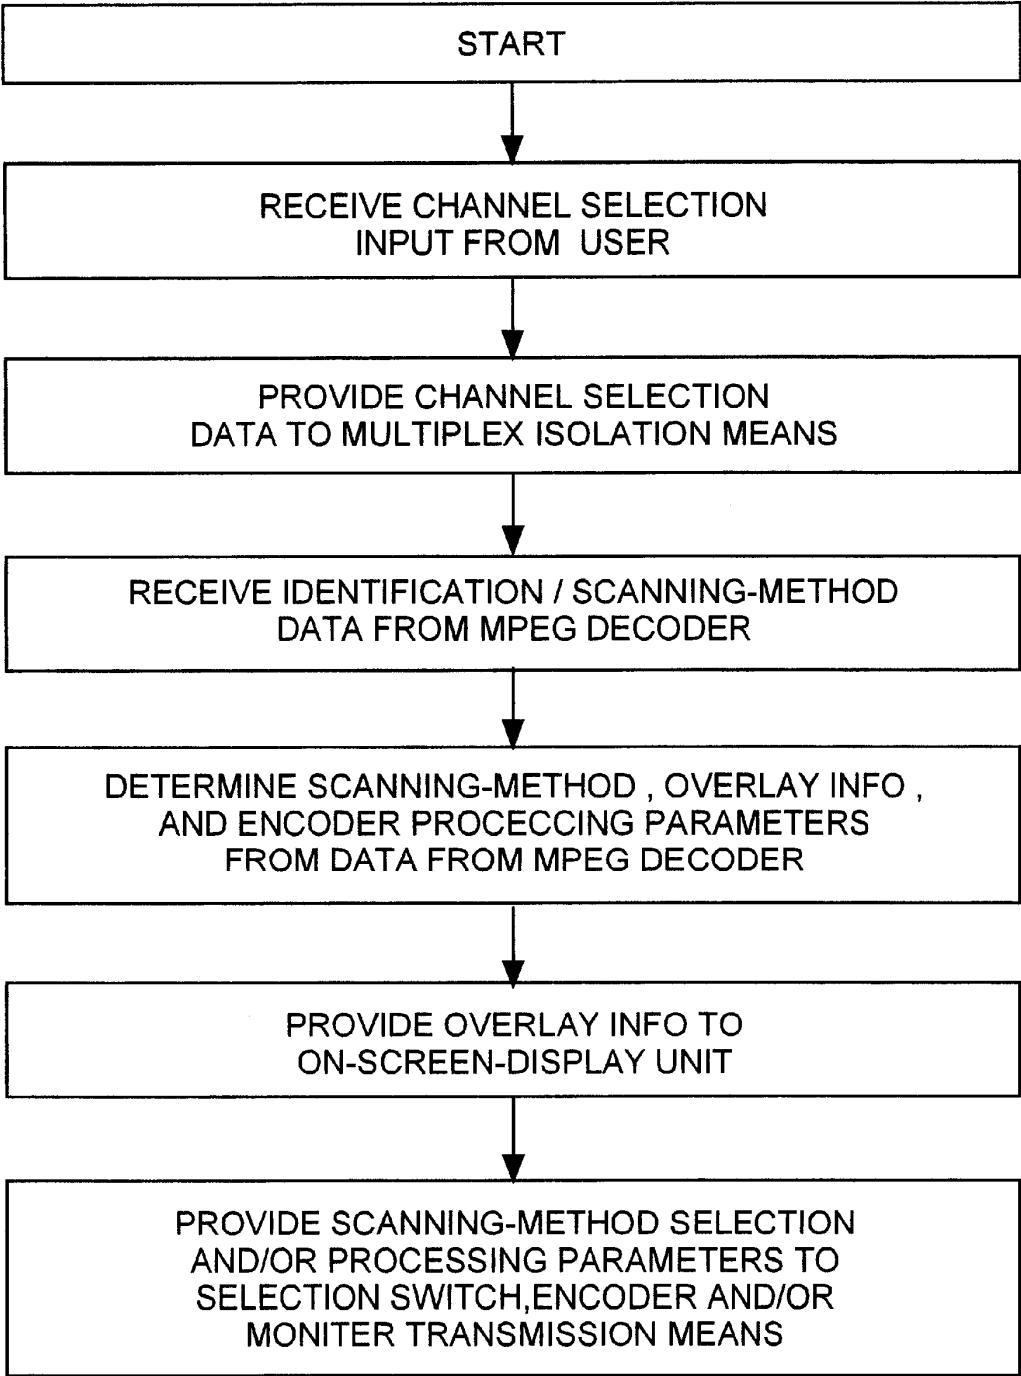 START
RECEIVE CHANNEL SELECTION
INPUT FROM USER
PROVIDE CHANNEL SELECTION
DATA TO MULTIPLEX ISOLATION MEANS
RECEIVE IDENTIFICATION / SCANNING-METHOD
DATA FROM MPEG DECODER
DETERMINE SCANNING-METHOD , OVERLAY INFO ,
AND ENCODER PROCECCING PARAMETERS
FROM DATA FROM MPEG DECODER
PROVIDE OVERLAY INFO TO
ON-SCREEN-DISPLAY UNIT
PROVIDE SCANNING-METHOD SELECTION
AND/OR PROCESSING PARAMETERS TO
SELECTION SWITCH,ENCODER AND/OR
MONITER TRANSMISSION MEANS